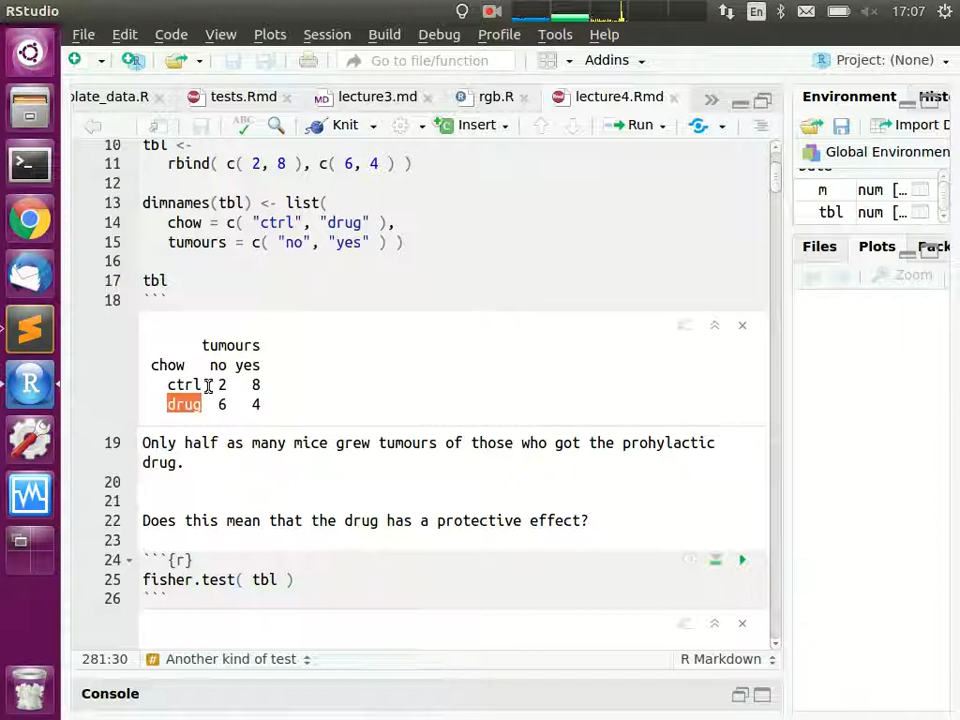 RStudio
En
17:07
File Edit Code View Plots Session Build Debug Profile Tools Help
Go to file/function
Addins
Project: (None)
plate_data.R
tests.Rmd
lecture3.md
rgb.R
lecture4.Rmd
Environment
Knit
Insert
Run
Import D
Global Environmen
m num [...
tbl num [...
Files Plots Pack
Zoom
10 tbl <-
11 rbind( c( 2, 8 ), c( 6, 4 ) )
12
13 dimnames(tbl) <- list(
14 chow = c( "ctrl", "drug" ),
15 tumours = c( "no", "yes" ) )
16
17 tbl
18 ```
tumours
chow no yes
ctrl 2 8
drug 6 4
19 Only half as many mice grew tumours of those who got the prohylactic
drug.
20
21
22 Does this mean that the drug has a protective effect?
23
24 ```{r}
25 fisher.test( tbl )
26 ```
281:30
# Another kind of test
R Markdown
Console